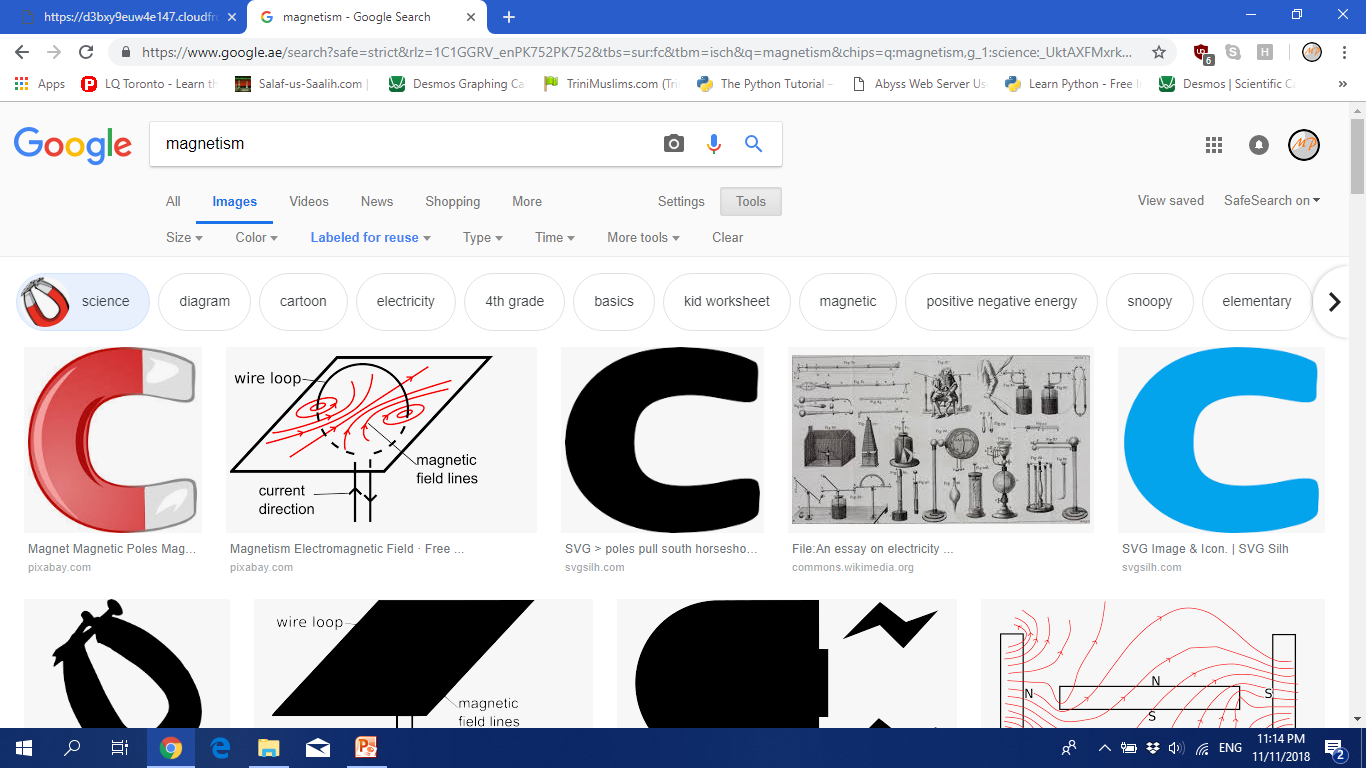 https://d3bxy9euw4e147.cloudfr
magnetism - Google Search
https://www.google.ae/search?safe=strict&rlz=1C1GGRV_enPK752PK752&tbs=sur:fc&tbm=isch&q=magnetism&chips=q:magnetism,g_1:science:_UktAXFMxrk...
6
H
MP
Apps
LQ Toronto - Learn th
Salaf-us-Saalih.com |
Desmos Graphing Ca
TriniMuslims.com (Tri
The Python Tutorial –
Abyss Web Server Us
Learn Python - Free I
Desmos | Scientific Ca
Google
magnetism
MP
All
Images
Videos
News
Shopping
More
Settings
Tools
View saved
SafeSearch on
Size
Color
Labeled for reuse
Type
Time
More tools
Clear
science
diagram
cartoon
electricity
4th grade
basics
kid worksheet
magnetic
positive negative energy
snoopy
elementary
wire loop
magnetic
field lines
current
direction
Magnet Magnetic Poles Mag...
pixabay.com
Magnetism Electromagnetic Field · Free ...
pixabay.com
SVG > poles pull south horsesho...
svgsilh.com
File:An essay on electricity ...
commons.wikimedia.org
SVG Image & Icon. | SVG Silh
svgsilh.com
wire loop
magnetic
field lines
N
N
S
S
ENG
11:14 PM
11/11/2018
2